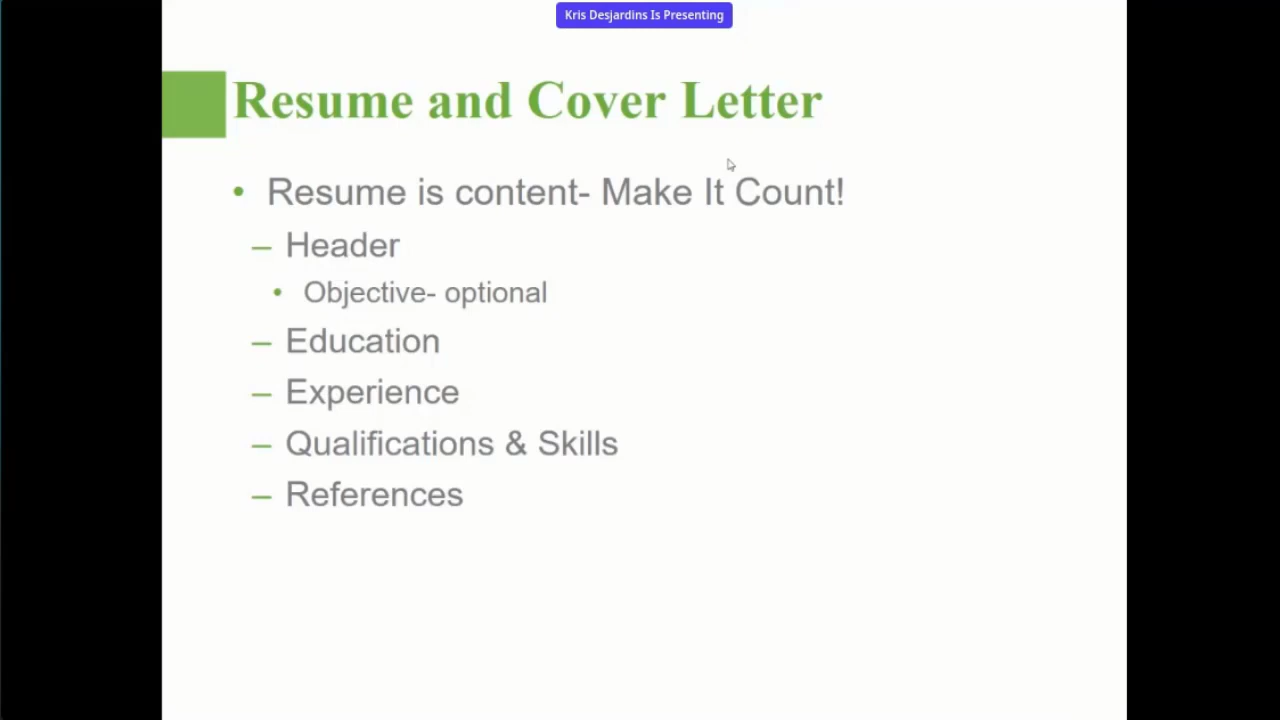 Kris Desjardins Is Presenting
Resume and Cover Letter
• Resume is content- Make It Count!
– Header
• Objective- optional
– Education
– Experience
– Qualifications & Skills
– References